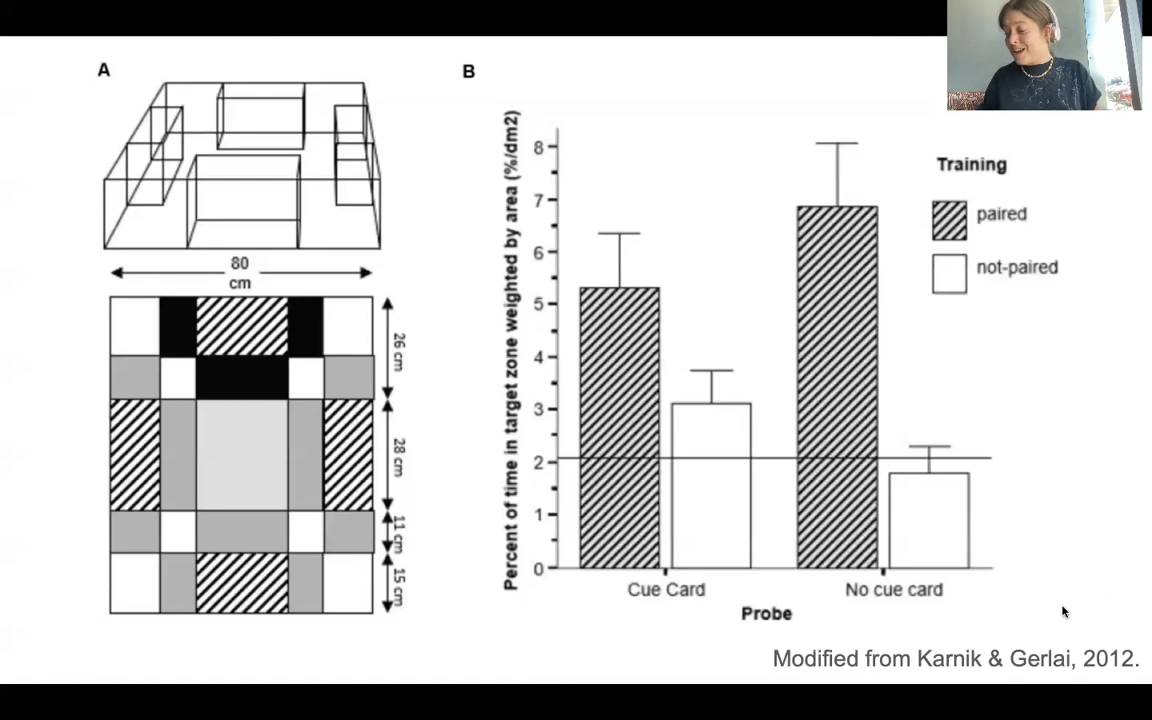 A
B
80
cm
26 cm
28 cm
11 cm
15 cm
Percent of time in target zone weighted by area (%/dm2)
8
7
6
5
4
3
2
1
0
Cue Card
No cue card
Probe
Training
paired
not-paired
Modified from Karnik & Gerlai, 2012.